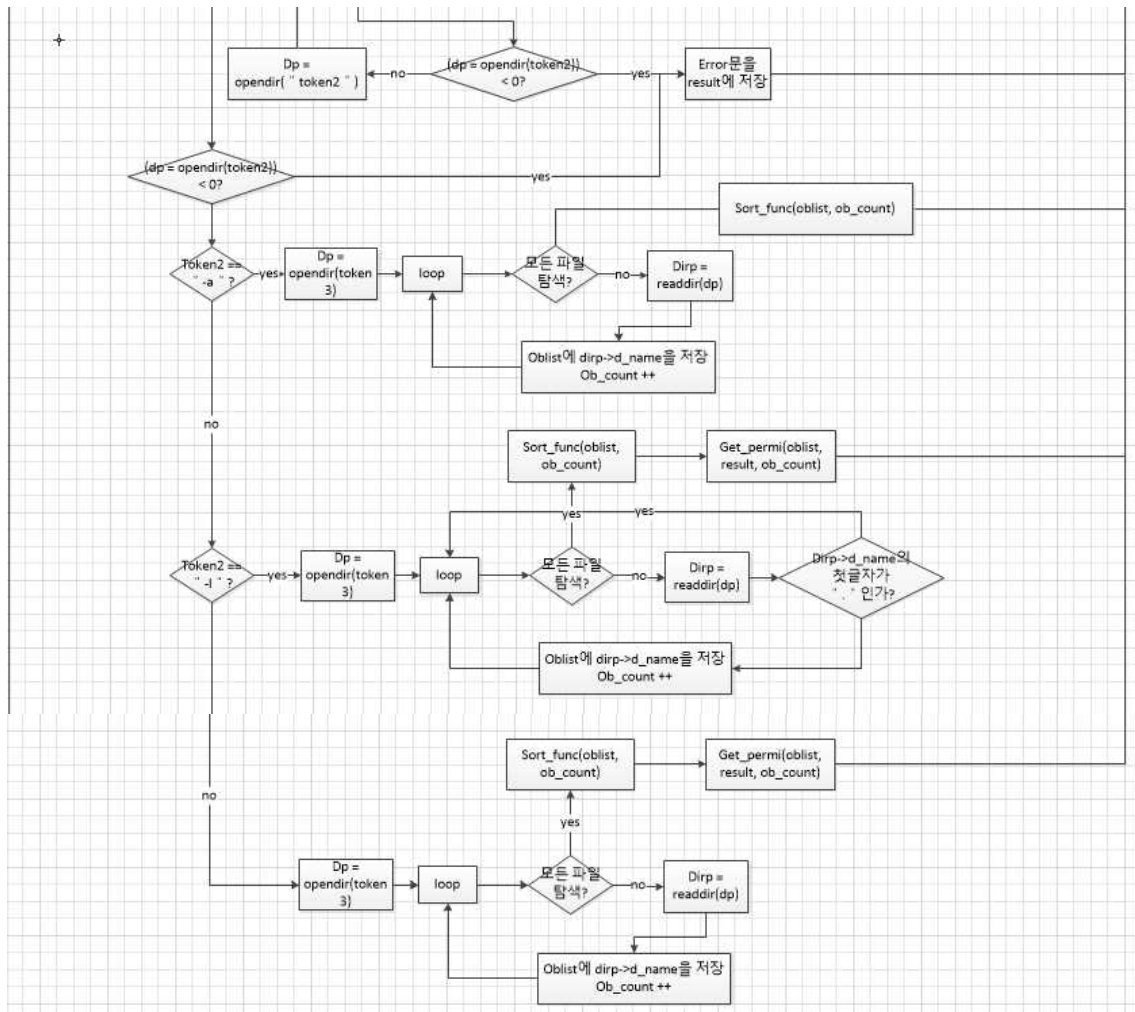 Dp =
opendir( " token2 " )
no
(dp = opendir(token2))
< 0?
yes
Error문을
result에 저장
(dp = opendir(token2))
< 0?
yes
Sort_func(oblist, ob_count)
Token2 ==
" -a " ?
yes
Dp =
opendir(token
3)
loop
모든 파일
탐색?
no
Dirp =
readdir(dp)
Oblist에 dirp->d_name을 저장
Ob_count ++
no
Sort_func(oblist,
ob_count)
Get_permi(oblist,
result, ob_count)
yes
yes
Token2 ==
" -l " ?
yes
Dp =
opendir(token
3)
loop
모든 파일
탐색?
no
Dirp =
readdir(dp)
Dirp->d_name의
첫글자가
" . " 인가?
Oblist에 dirp->d_name을 저장
Ob_count ++
no
Sort_func(oblist,
ob_count)
Get_permi(oblist,
result, ob_count)
yes
Dp =
opendir(token
3)
loop
모든 파일
탐색?
no
Dirp =
readdir(dp)
Oblist에 dirp->d_name을 저장
Ob_count ++